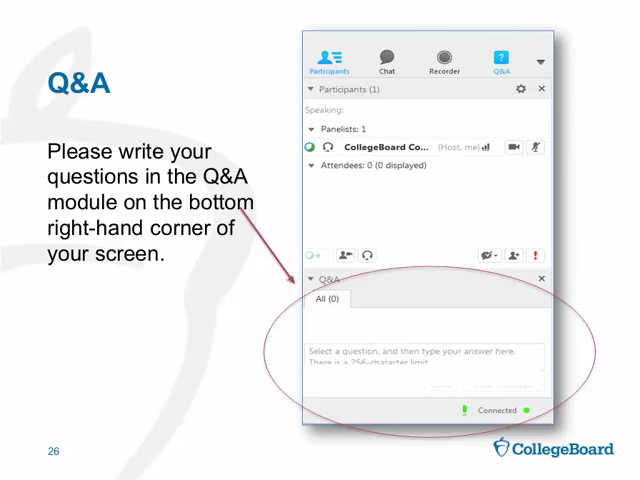 Q&A
Please write your
questions in the Q&A
module on the bottom
right-hand corner of
your screen.
Participants Chat Recorder Q&A
Participants (1)
Speaking:
Panelists: 1
CollegeBoard Co... (Host, me)
Attendees: 0 (0 displayed)
Q&A
All (0)
Select a question, and then type your answer here.
There is a 256-character limit.
Connected
26
CollegeBoard